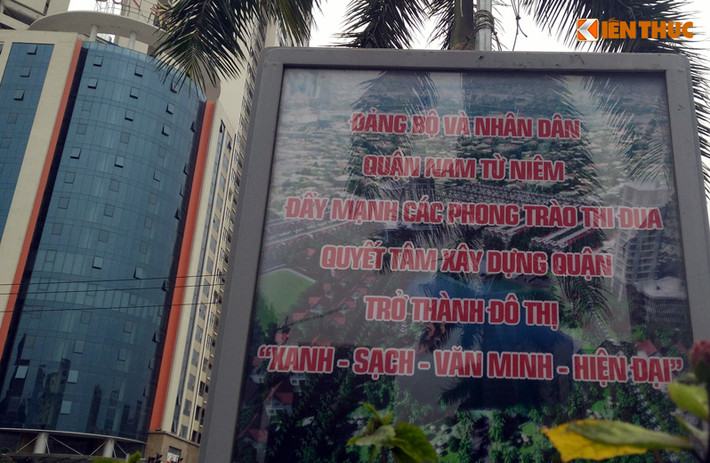 KIẾN THỨC
ĐẢNG BỘ VÀ NHÂN DÂN
QUẬN NAM TỪ NIÊM
ĐẨY MẠNH CÁC PHONG TRÀO THI ĐUA
QUYẾT TÂM XÂY DỰNG QUẬN
TRỞ THÀNH ĐÔ THỊ
"XANH - SẠCH - VĂN MINH - HIỆN ĐẠI"